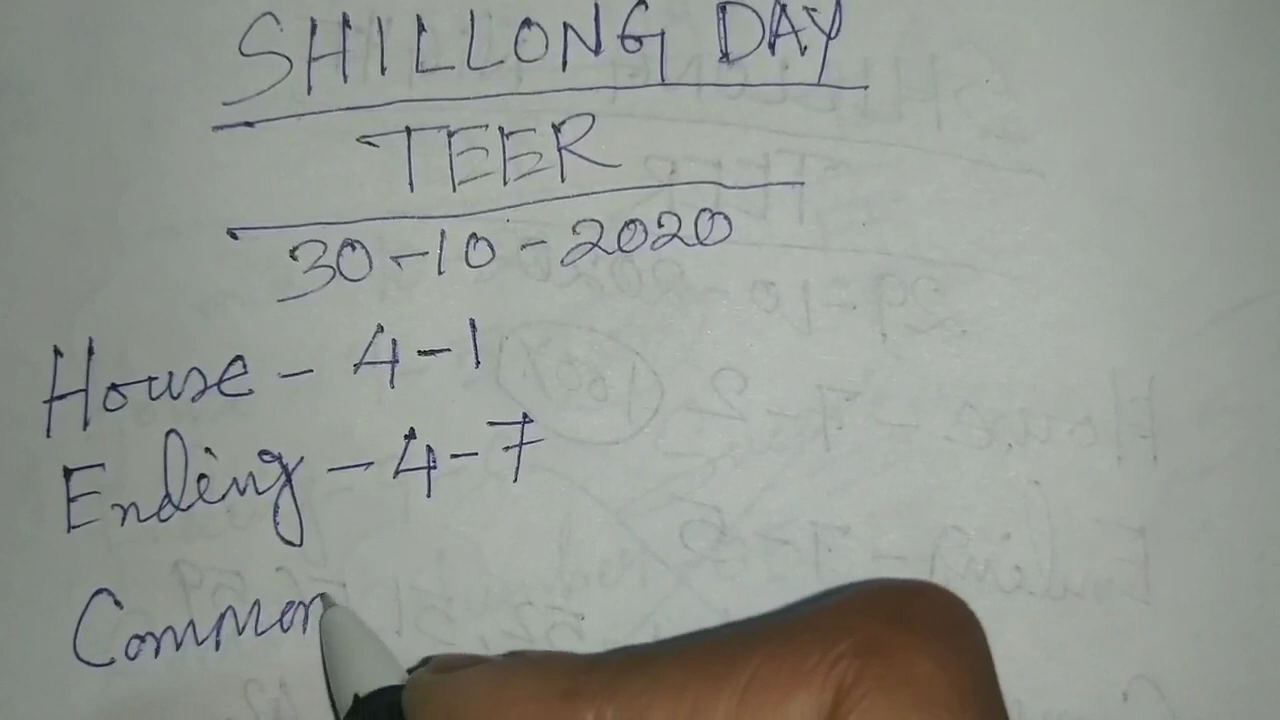 SHILLONG DAY
TEER
30-10-2020
House - 4-1
Ending - 4-7
Common